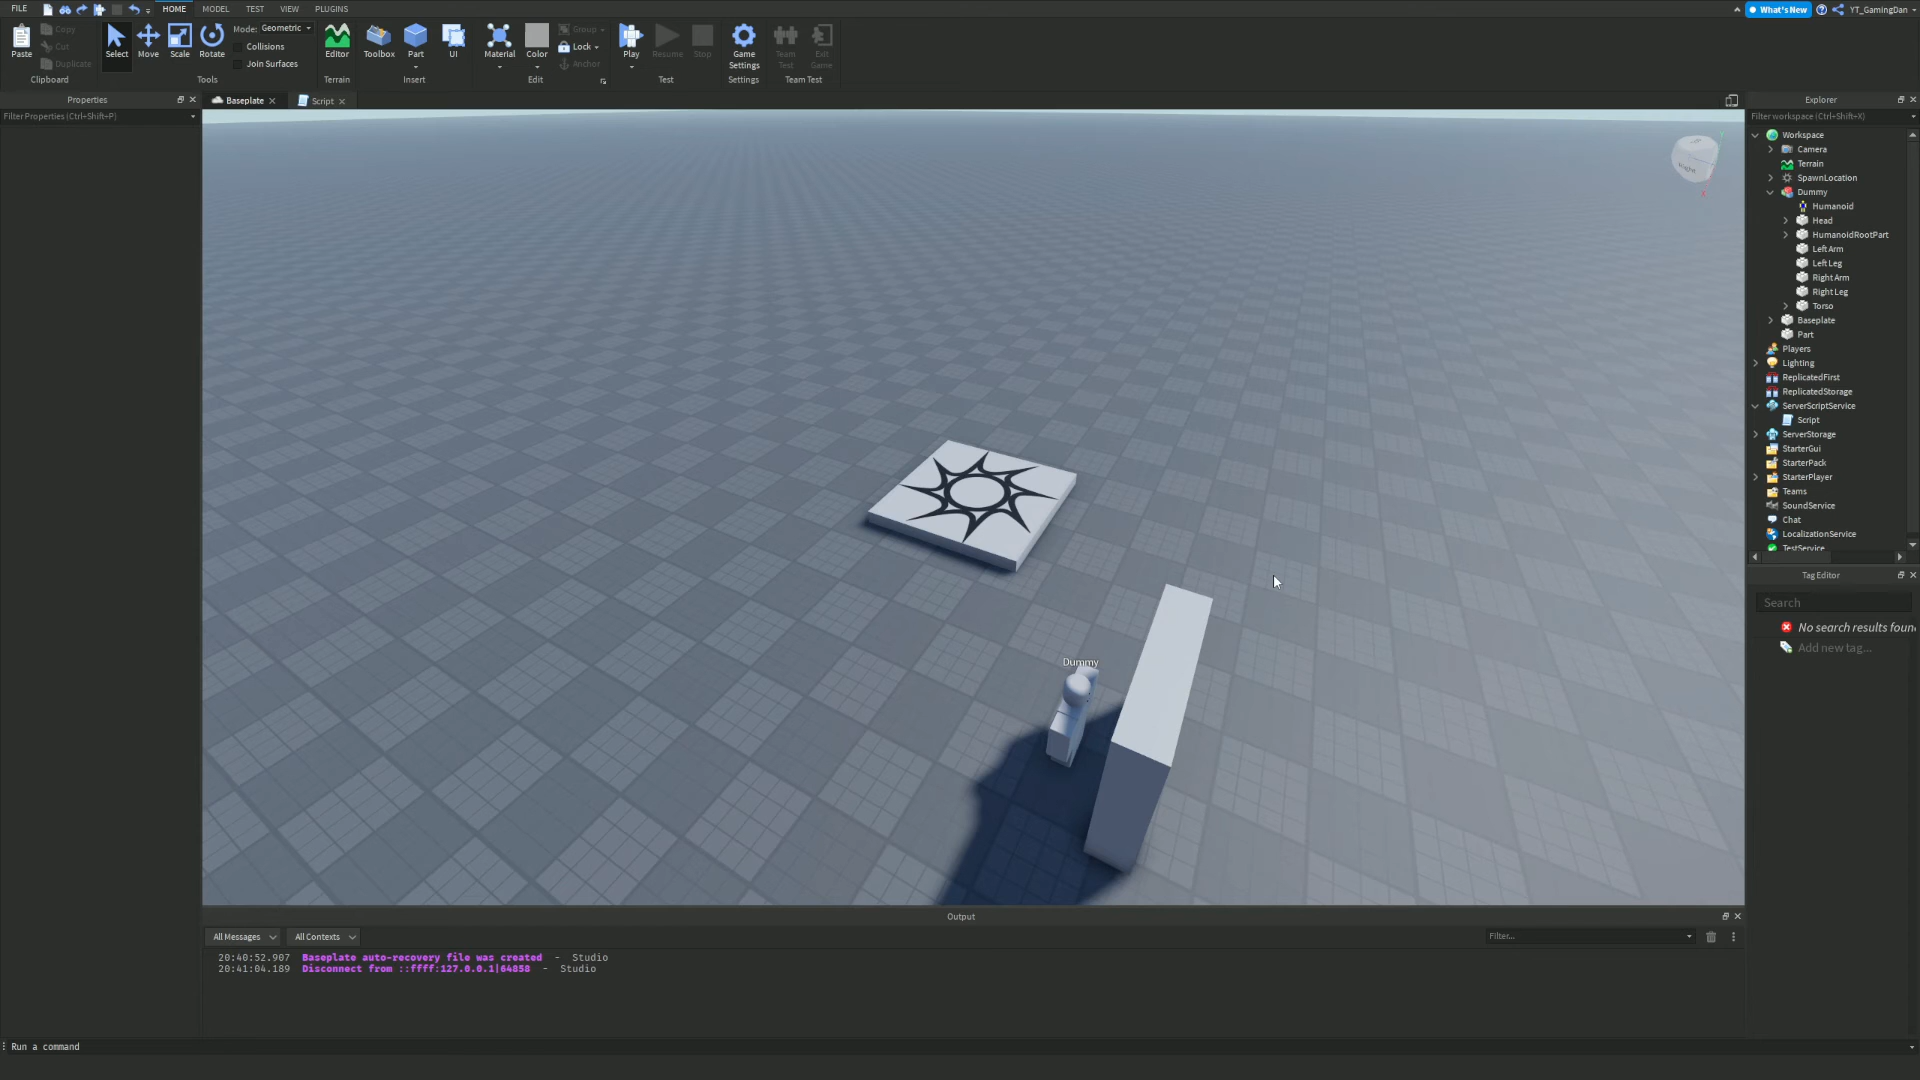 FILE HOME MODEL TEST VIEW PLUGINS What's New YT_GamingDan
Paste Copy Cut Duplicate Select Move Scale Rotate Mode: Geometric Collisions Join Surfaces Editor Toolbox Part UI Material Color Group Lock Anchor Play Resume Stop Game Settings Team Test Exit Game
Clipboard Tools Terrain Insert Edit Test Settings Team Test
Properties Baseplate Script Explorer
Filter Properties (Ctrl+Shift+P) Filter workspace (Ctrl+Shift+X)
Workspace
Camera
Terrain
SpawnLocation
Dummy
Humanoid
Head
HumanoidRootPart
Left Arm
Left Leg
Right Arm
Right Leg
Torso
Baseplate
Part
Players
Lighting
ReplicatedFirst
ReplicatedStorage
ServerScriptService
Script
ServerStorage
StarterGui
StarterPack
StarterPlayer
Teams
SoundService
Chat
LocalizationService
TestService
Tag Editor
Search
No search results foun
Add new tag...
Dummy
Output
All Messages All Contexts Filter...
20:40:52.907 Baseplate auto-recovery file was created - Studio
20:41:04.189 Disconnect from ::ffff:127.0.0.1|64858 - Studio
Run a command